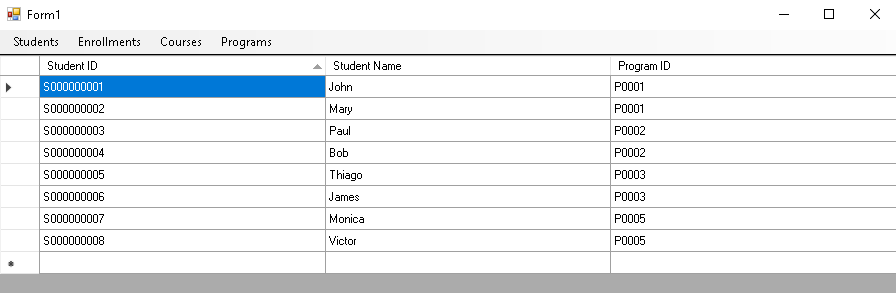 Form1
Students Enrollments Courses Programs
Student ID Student Name Program ID
S000000001 John P0001
S000000002 Mary P0001
S000000003 Paul P0002
S000000004 Bob P0002
S000000005 Thiago P0003
S000000006 James P0003
S000000007 Monica P0005
S000000008 Victor P0005